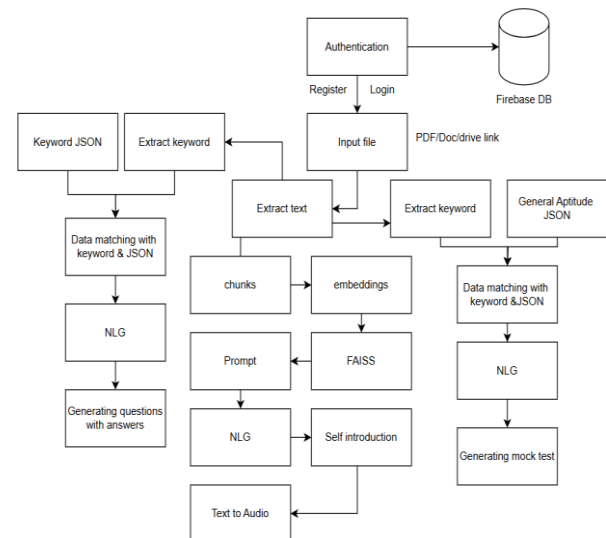 Authentication
Register
Login
Firebase DB
Keyword JSON
Extract keyword
Input file
PDF/Doc/drive link
Extract text
Extract keyword
General Aptitude
JSON
Data matching with
keyword & JSON
chunks
embeddings
Data matching with
keyword &JSON
NLG
Prompt
FAISS
NLG
Generating questions
with answers
NLG
Self introduction
Generating mock test
Text to Audio